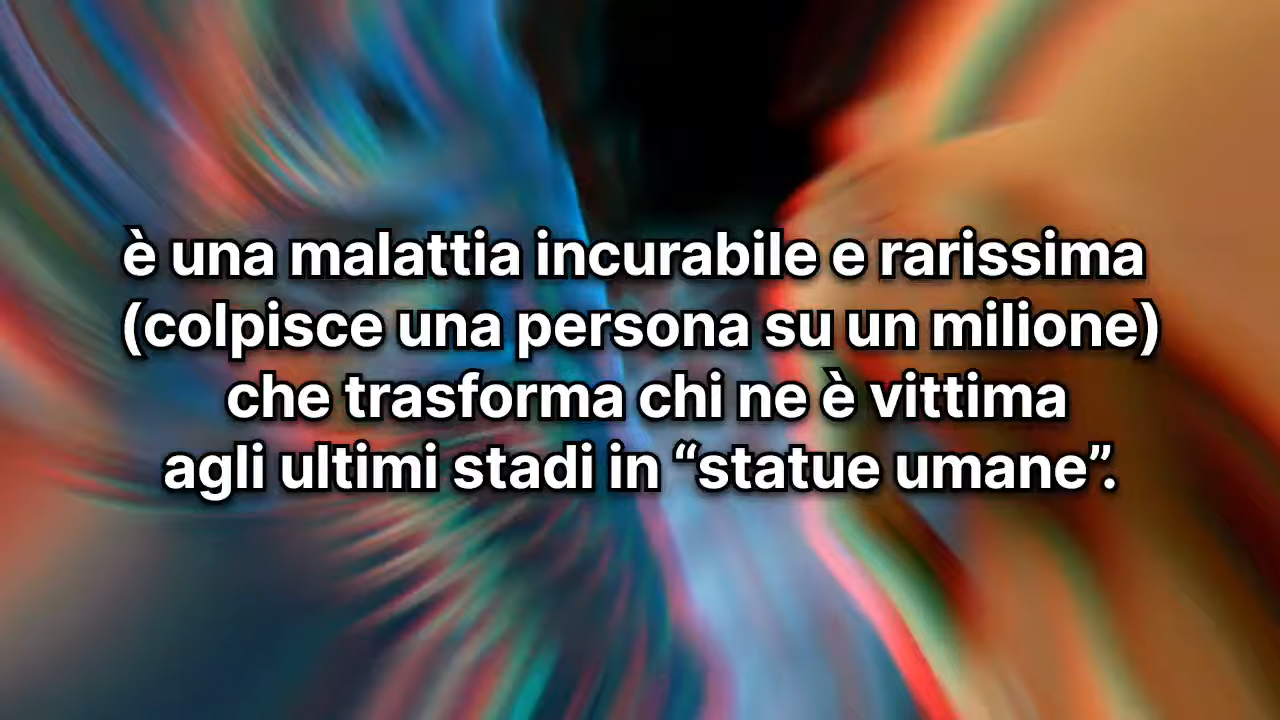 è una malattia incurabile e rarissima
(colpisce una persona su un milione)
che trasforma chi ne è vittima
agli ultimi stadi in “statue umane”.